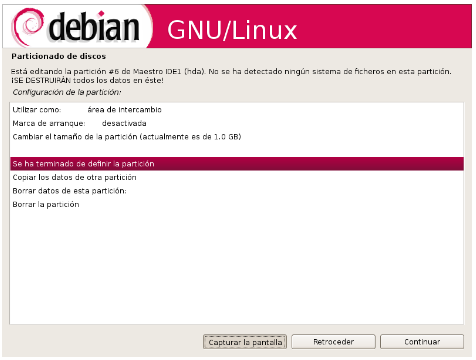 debian GNU/Linux
Particionado de discos
Está editando la partición #6 de Maestro IDE1 (hda). No se ha detectado ningún sistema de ficheros en esta partición.
¡SE DESTRUIRÁN todos los datos en éste!
Configuración de la partición:
Utilizar como: área de intercambio
Marca de arranque: desactivada
Cambiar el tamaño de la partición (actualmente es de 1.0 GB)
Se ha terminado de definir la partición
Copiar los datos de otra partición
Borrar datos de esta partición:
Borrar la partición
Capturar la pantalla Retroceder Continuar